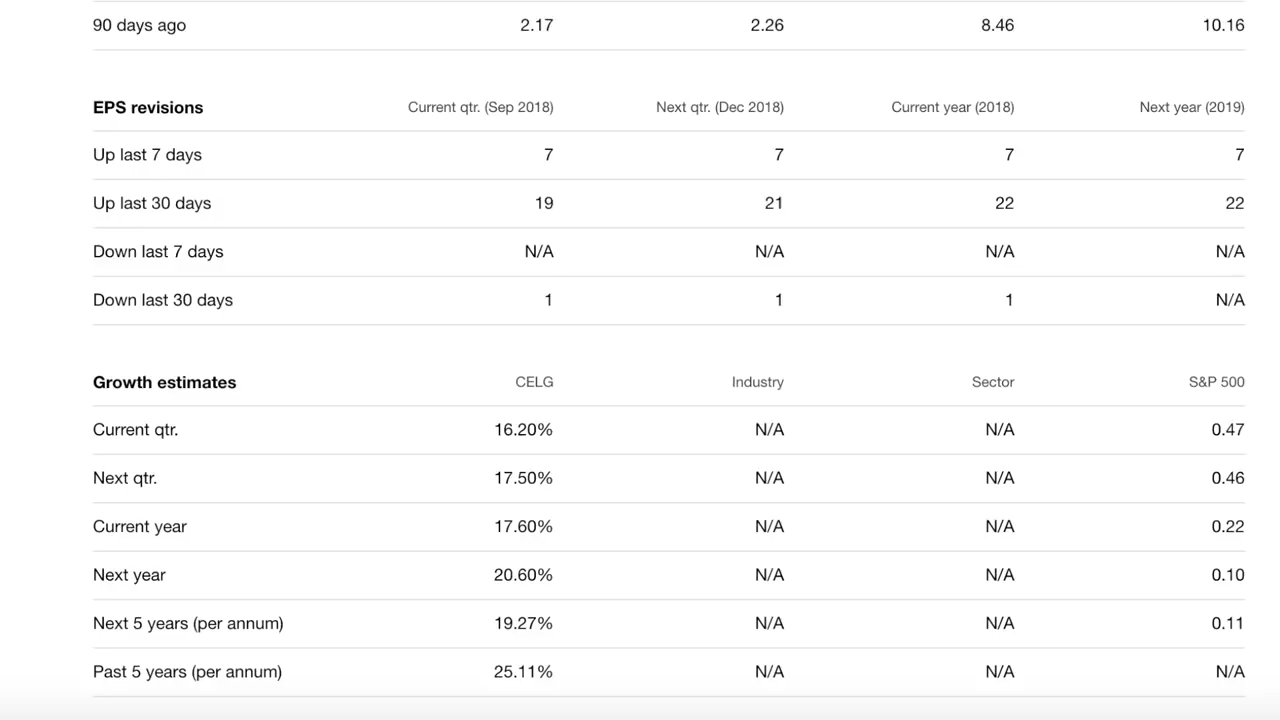 90 days ago 2.17 2.26 8.46 10.16
EPS revisions Current qtr. (Sep 2018) Next qtr. (Dec 2018) Current year (2018) Next year (2019)
Up last 7 days 7 7 7 7
Up last 30 days 19 21 22 22
Down last 7 days N/A N/A N/A N/A
Down last 30 days 1 1 1 N/A
Growth estimates CELG Industry Sector S&P 500
Current qtr. 16.20% N/A N/A 0.47
Next qtr. 17.50% N/A N/A 0.46
Current year 17.60% N/A N/A 0.22
Next year 20.60% N/A N/A 0.10
Next 5 years (per annum) 19.27% N/A N/A 0.11
Past 5 years (per annum) 25.11% N/A N/A N/A